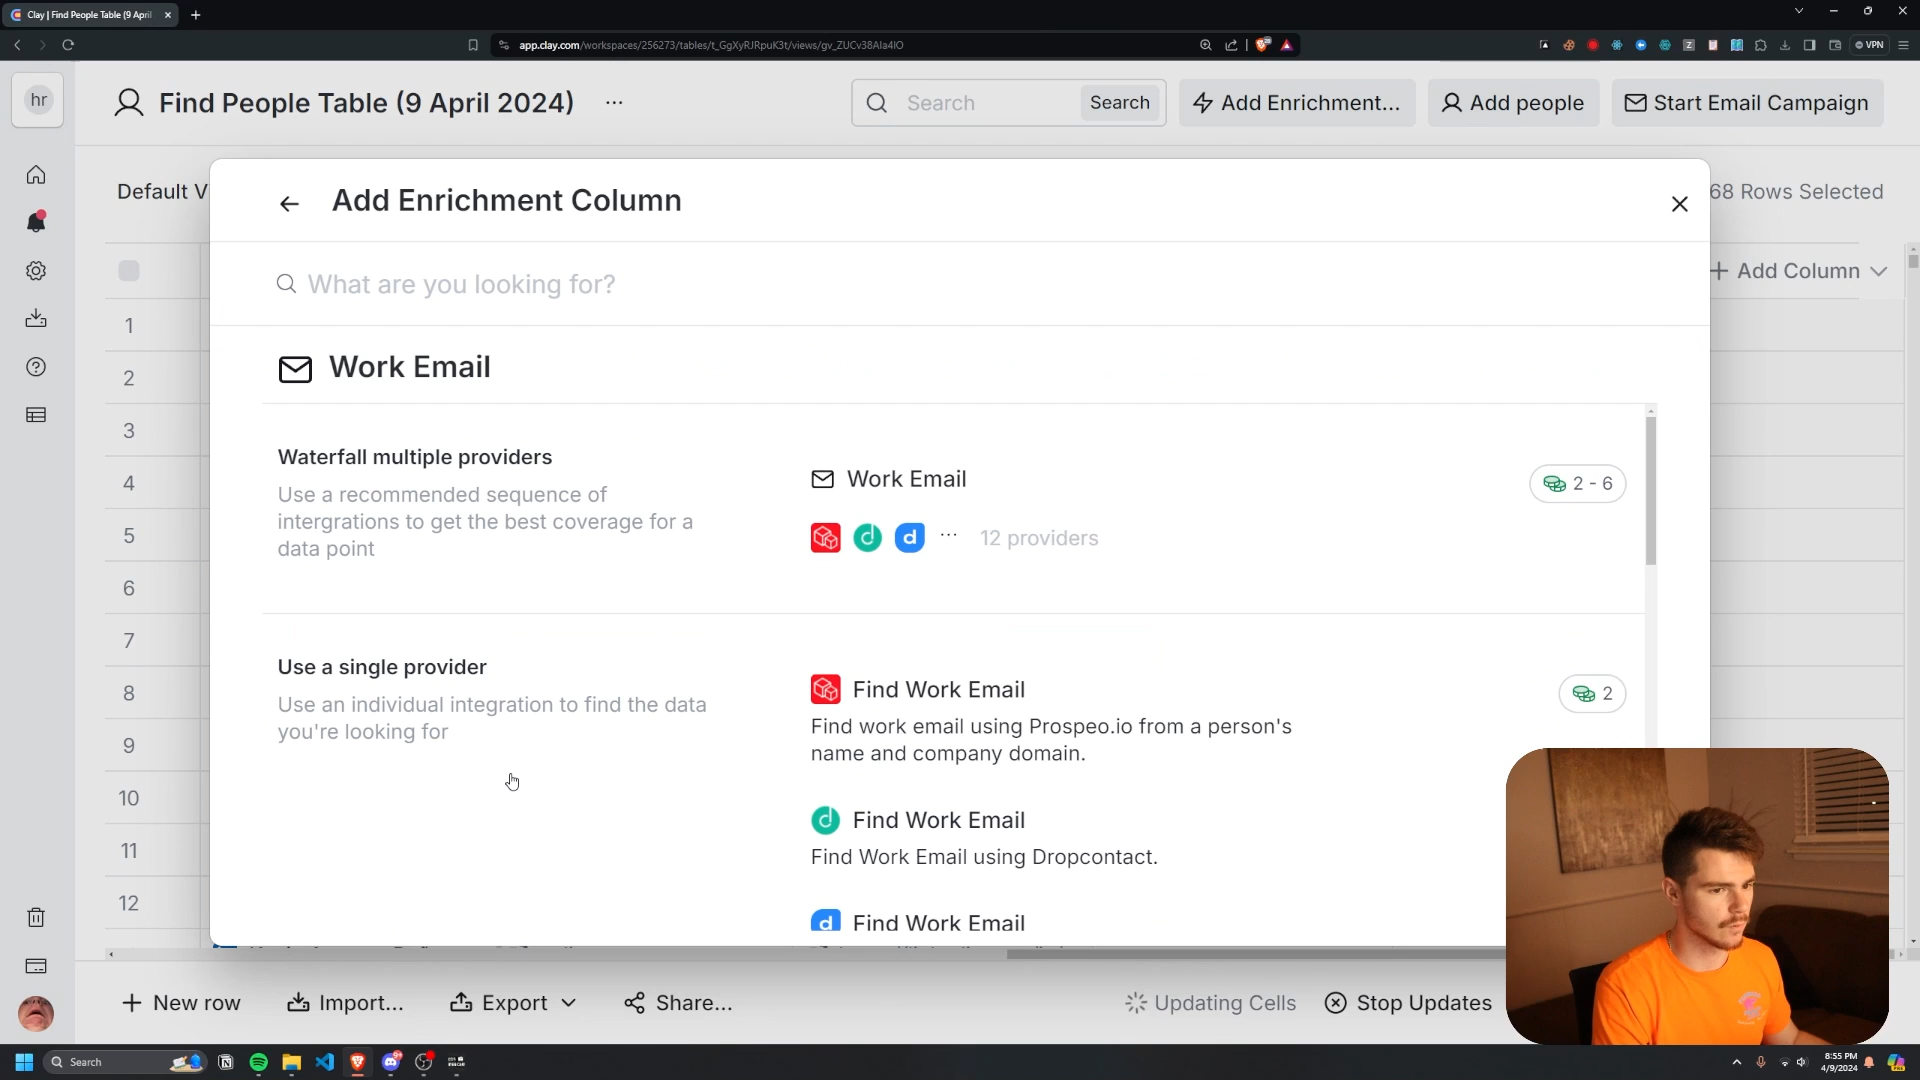 Clay | Find People Table (9 April
app.clay.com/workspaces/256273/tables/t_GgXyRJRpuK3t/views/gv_ZUCv38Ala4IO
VPN
hr
Find People Table (9 April 2024)
Search
Search
Add Enrichment...
Add people
Start Email Campaign
Default V
68 Rows Selected
Add Enrichment Column
Add Column
What are you looking for?
Work Email
1
2
3
4
5
6
7
8
9
10
11
12
Waterfall multiple providers
Use a recommended sequence of
intergrations to get the best coverage for a
data point
Work Email
2 - 6
12 providers
Use a single provider
Use an individual integration to find the data
you're looking for
Find Work Email
2
Find work email using Prospeo.io from a person's
name and company domain.
Find Work Email
Find Work Email using Dropcontact.
Find Work Email
New row
Import...
Export
Share...
Updating Cells
Stop Updates
Search
8:55 PM
4/9/2024